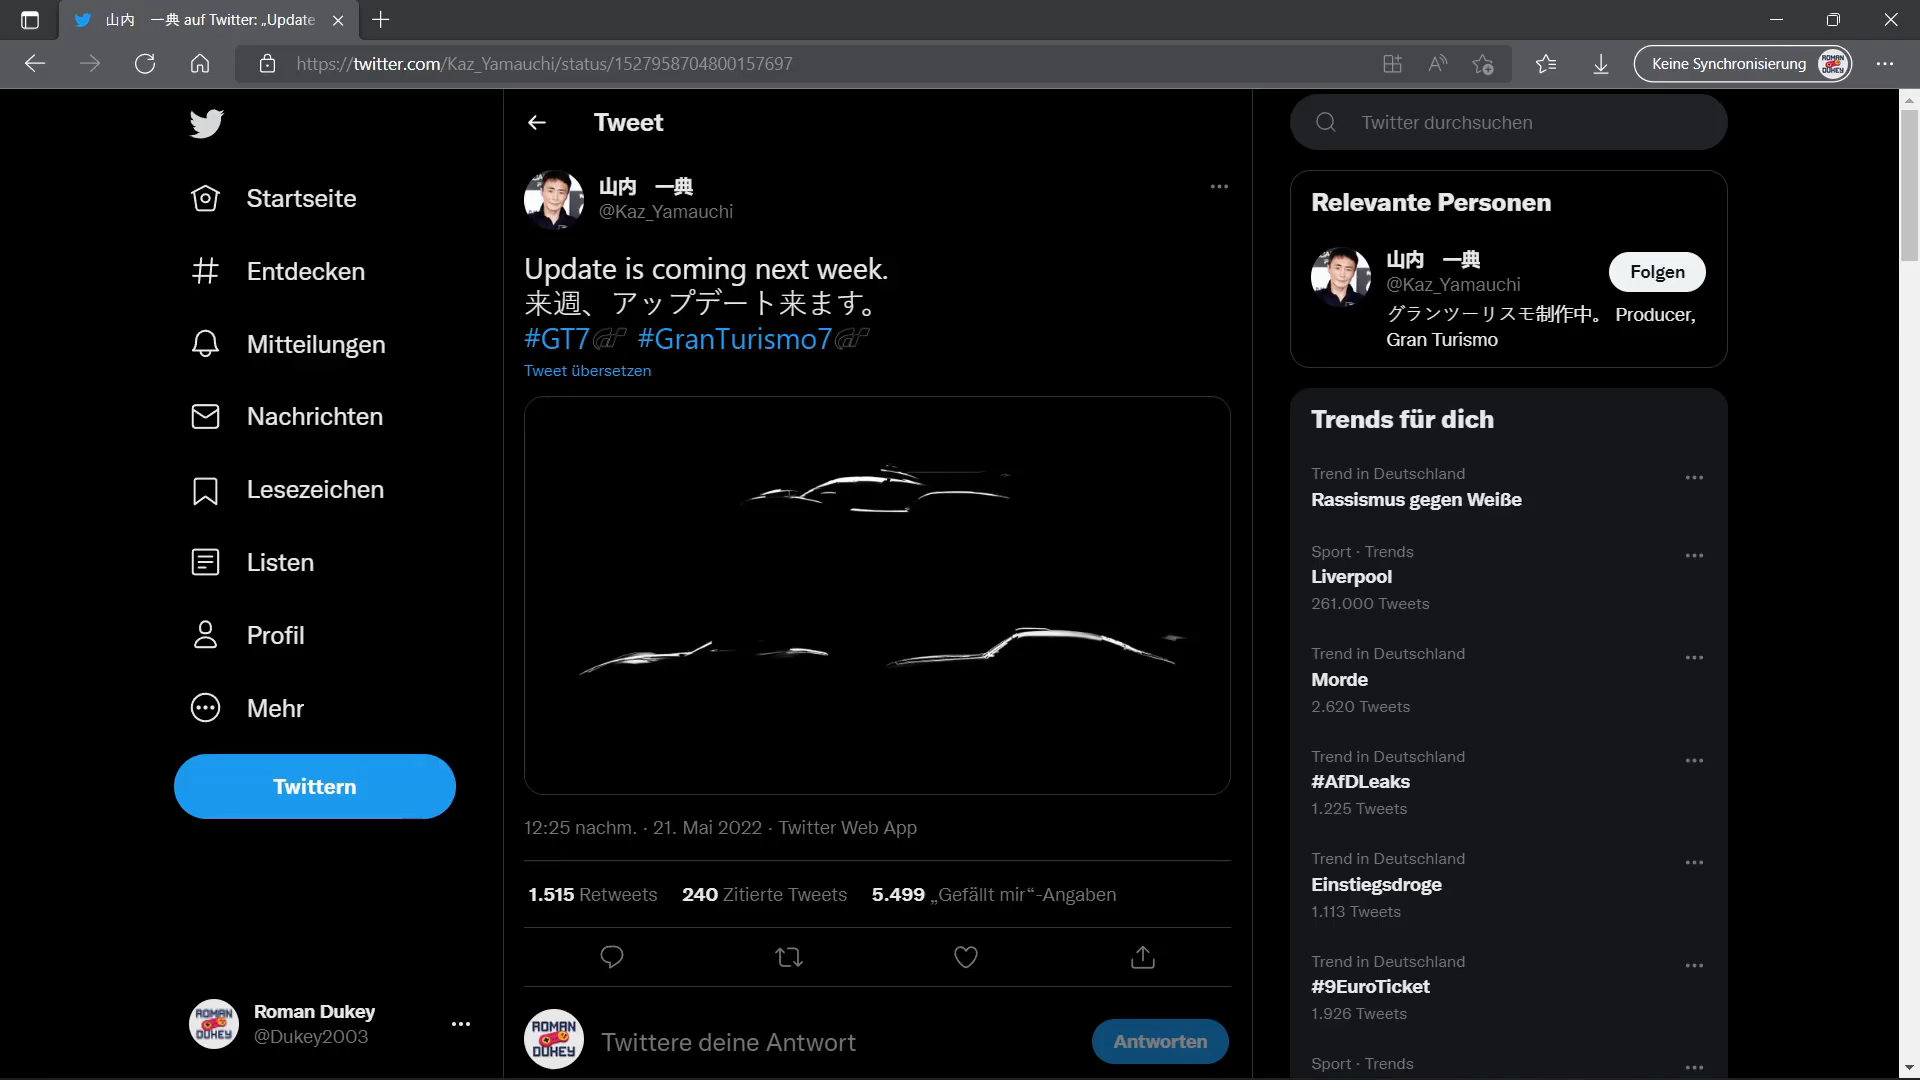 山内 一典 auf Twitter: „Update
https://twitter.com/Kaz_Yamauchi/status/1527958704800157697
Keine Synchronisierung
ROMAN DUKEY
Startseite
Entdecken
Mitteilungen
Nachrichten
Lesezeichen
Listen
Profil
Mehr
Twittern
ROMAN DUKEY
Roman Dukey
@Dukey2003
Tweet
山内 一典
@Kaz_Yamauchi
Update is coming next week.
来週、アップデート来ます。
#GT7 #GranTurismo7
Tweet übersetzen
12:25 nachm. · 21. Mai 2022 · Twitter Web App
1.515 Retweets 240 Zitierte Tweets 5.499 „Gefällt mir“-Angaben
ROMAN DUKEY
Twittere deine Antwort
Antworten
Twitter durchsuchen
Relevante Personen
山内 一典
@Kaz_Yamauchi
Folgen
グランツーリスモ制作中。 Producer,
Gran Turismo
Trends für dich
Trend in Deutschland
Rassismus gegen Weiße
Sport · Trends
Liverpool
261.000 Tweets
Trend in Deutschland
Morde
2.620 Tweets
Trend in Deutschland
#AfDLeaks
1.225 Tweets
Trend in Deutschland
Einstiegsdroge
1.113 Tweets
Trend in Deutschland
#9EuroTicket
1.926 Tweets
Sport · Trends